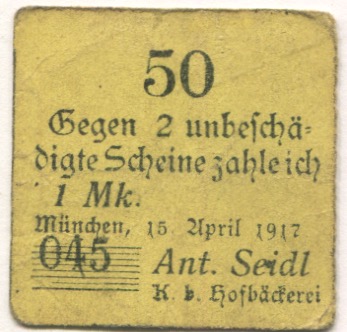 50
Gegen 2 unbeschä-
digte Scheine zahle ich
1 Mk.
München, 15 April 1917
045 Ant. Seidl
K. b. Hofbäckerei